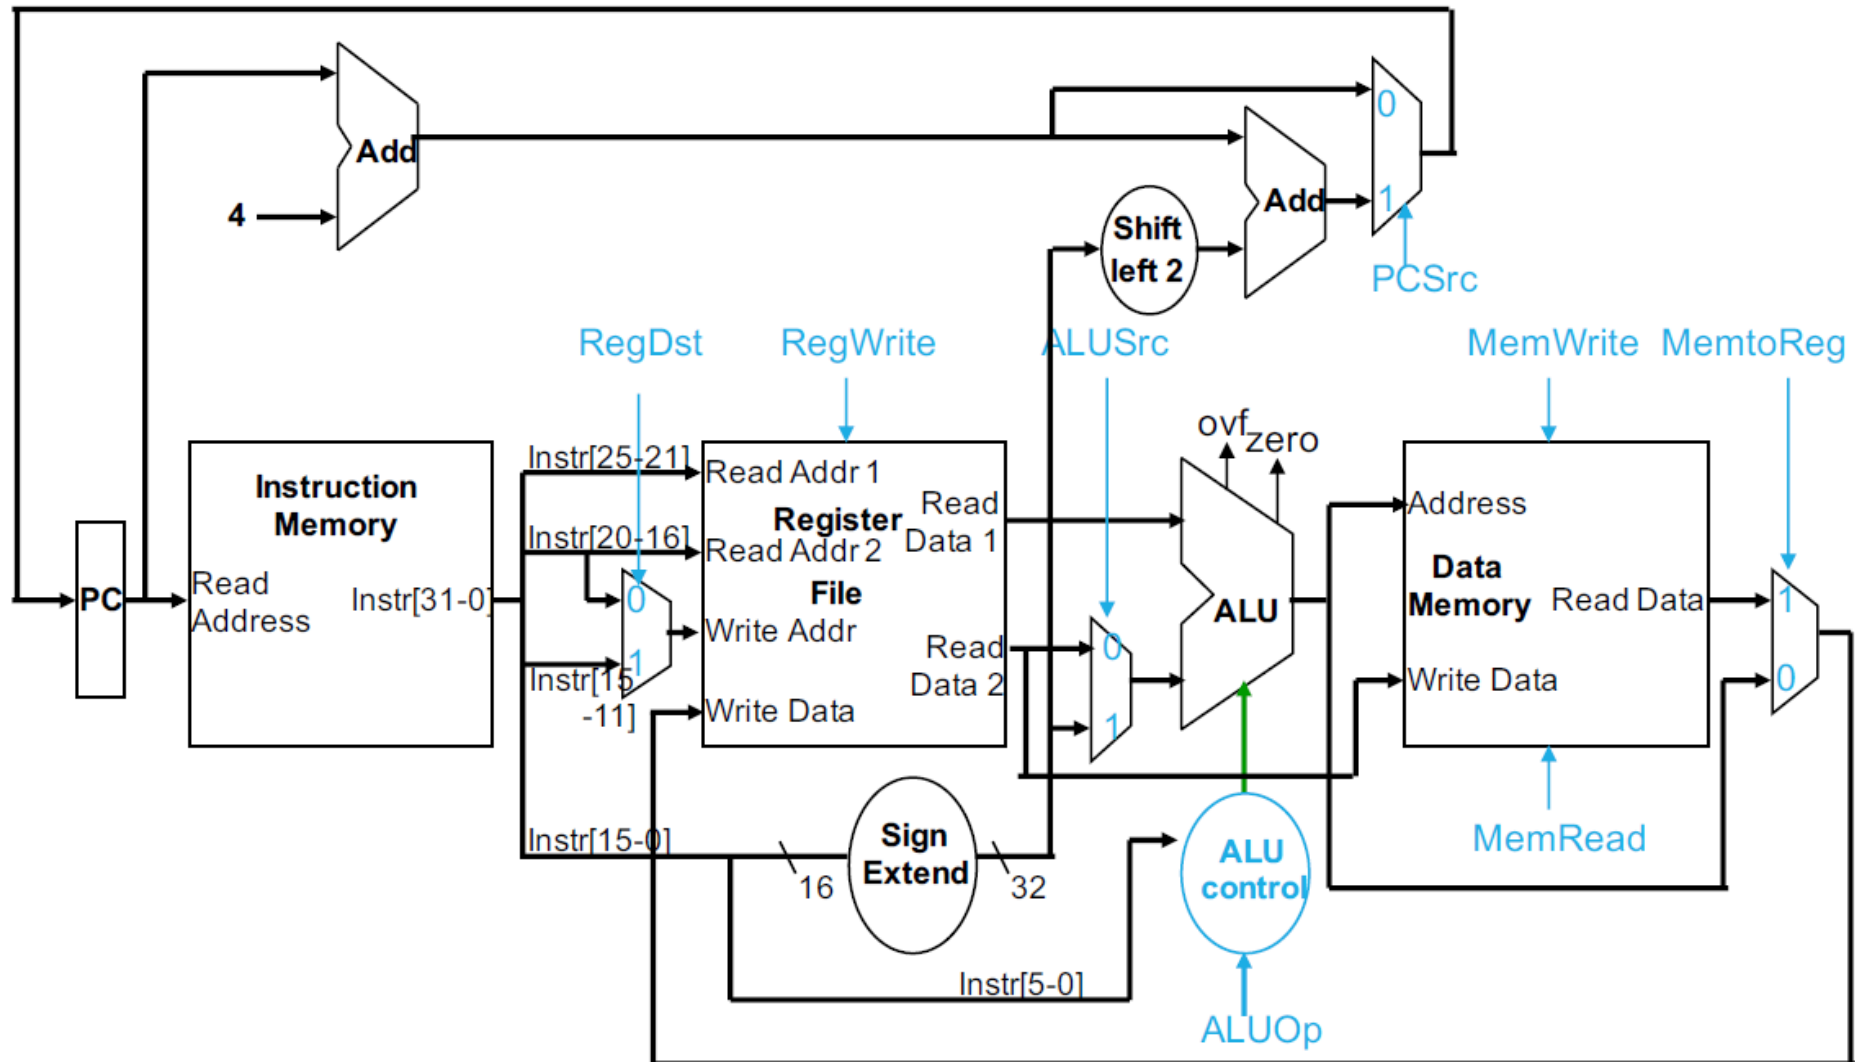 0
Add
Add
1
4
Shift
left 2
PCSrc
RegDst
RegWrite
ALUSrc
MemWrite
MemtoReg
ovf
zero
Instr[25-21]
Read Addr 1
Instruction
Memory
Read
Data 1
Register
Address
Instr[20-16]
Read Addr 2
PC
Read
Address
Instr[31-0]
0
File
ALU
Data
Memory
Read Data
1
Write Addr
Read
Data 2
0
1
Instr[15
-11]
Write Data
1
Write Data
0
Instr[15-0]
16
Sign
Extend
32
ALU
control
MemRead
Instr[5-0]
ALUOp